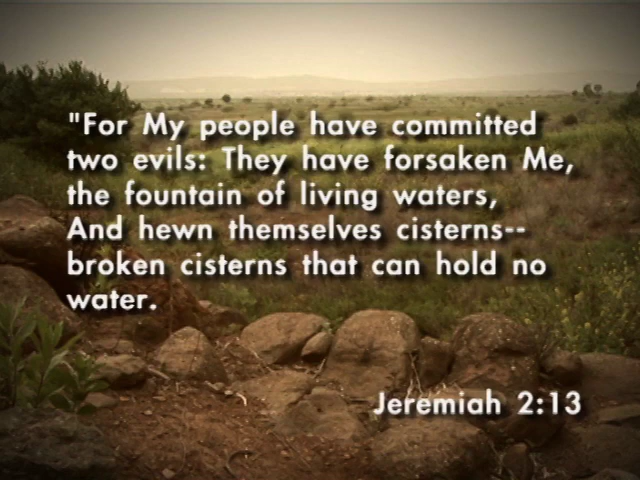 "For My people have committed
two evils: They have forsaken Me,
the fountain of living waters,
And hewn themselves cisterns--
broken cisterns that can hold no
water.
Jeremiah 2:13